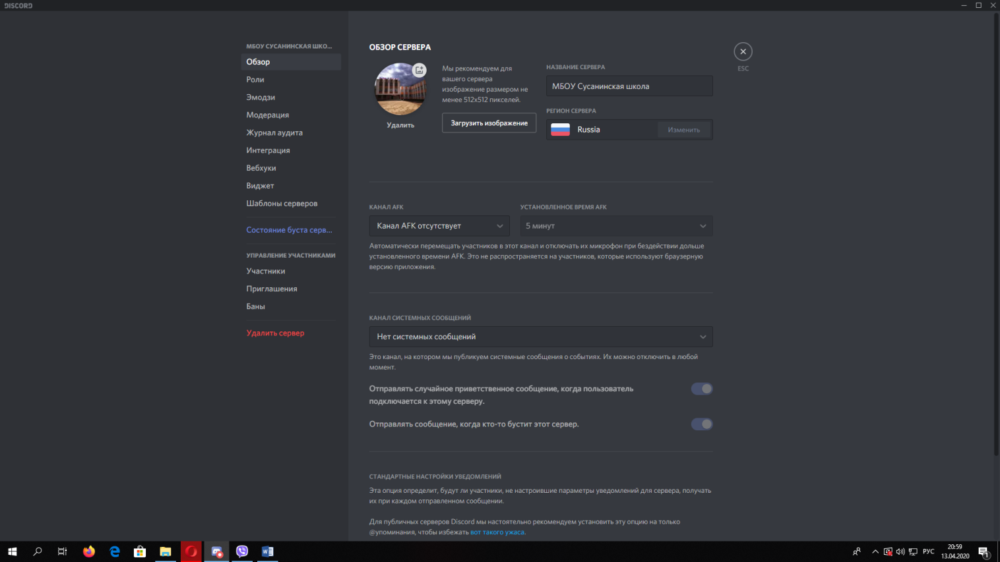 DISCORD
МБОУ СУСАНИНСКАЯ ШКО...
Обзор
Роли
Эмодзи
Модерация
Журнал аудита
Интеграция
Вебхуки
Виджет
Шаблоны серверов
Состояние буста серв...
УПРАВЛЕНИЕ УЧАСТНИКАМИ
Участники
Приглашения
Баны
Удалить сервер
ОБЗОР СЕРВЕРА
Удалить
Мы рекомендуем для
вашего сервера
изображение размером не
менее 512x512 пикселей.
Загрузить изображение
НАЗВАНИЕ СЕРВЕРА
МБОУ Сусанинская школа
РЕГИОН СЕРВЕРА
Russia
Изменить
ESC
КАНАЛ AFK
Канал AFK отсутствует
УСТАНОВЛЕННОЕ ВРЕМЯ AFK
5 минут
Автоматически перемещать участников в этот канал и отключать их микрофон при бездействии дольше
установленного времени AFK. Это не распространяется на участников, которые используют браузерную
версию приложения.
КАНАЛ СИСТЕМНЫХ СООБЩЕНИЙ
Нет системных сообщений
Это канал, на котором мы публикуем системные сообщения о событиях. Их можно отключить в любой
момент.
Отправлять случайное приветственное сообщение, когда пользователь
подключается к этому серверу.
Отправлять сообщение, когда кто-то бустит этот сервер.
СТАНДАРТНЫЕ НАСТРОЙКИ УВЕДОМЛЕНИЙ
Эта опция определит, будут ли участники, не настроившие параметры уведомлений для сервера, получать
их при каждом отправленном сообщении.
Для публичных серверов Discord мы настоятельно рекомендуем установить эту опцию на только
@упоминания, чтобы избежать вот такого ужаса.
РУС
20:59
13.04.2020
1